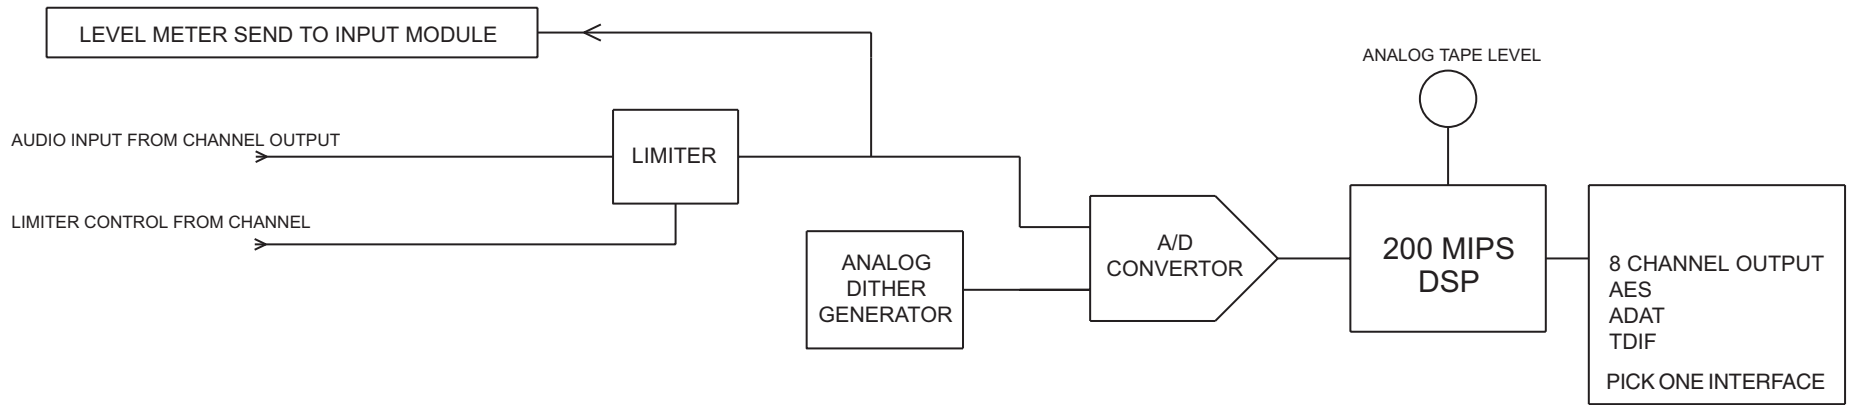 LEVEL METER SEND TO INPUT MODULE
ANALOG TAPE LEVEL
AUDIO INPUT FROM CHANNEL OUTPUT
LIMITER
LIMITER CONTROL FROM CHANNEL
ANALOG
DITHER
GENERATOR
A/D
CONVERTOR
200 MIPS
DSP
8 CHANNEL OUTPUT
AES
ADAT
TDIF
PICK ONE INTERFACE